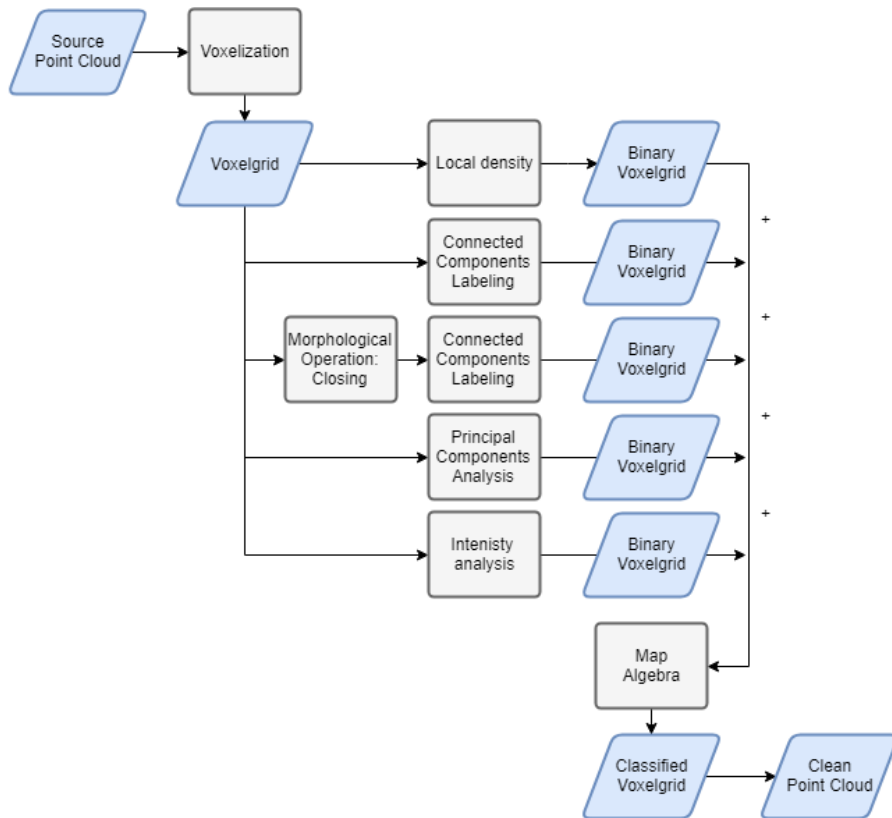 Source
Point Cloud
Voxelization
Voxelgrid
Local density
Binary
Voxelgrid
+
Connected
Components
Labeling
Binary
Voxelgrid
+
Morphological
Operation:
Closing
Connected
Components
Labeling
Binary
Voxelgrid
+
Principal
Components
Analysis
Binary
Voxelgrid
+
Intenisty
analysis
Binary
Voxelgrid
Map
Algebra
Classified
Voxelgrid
Clean
Point Cloud